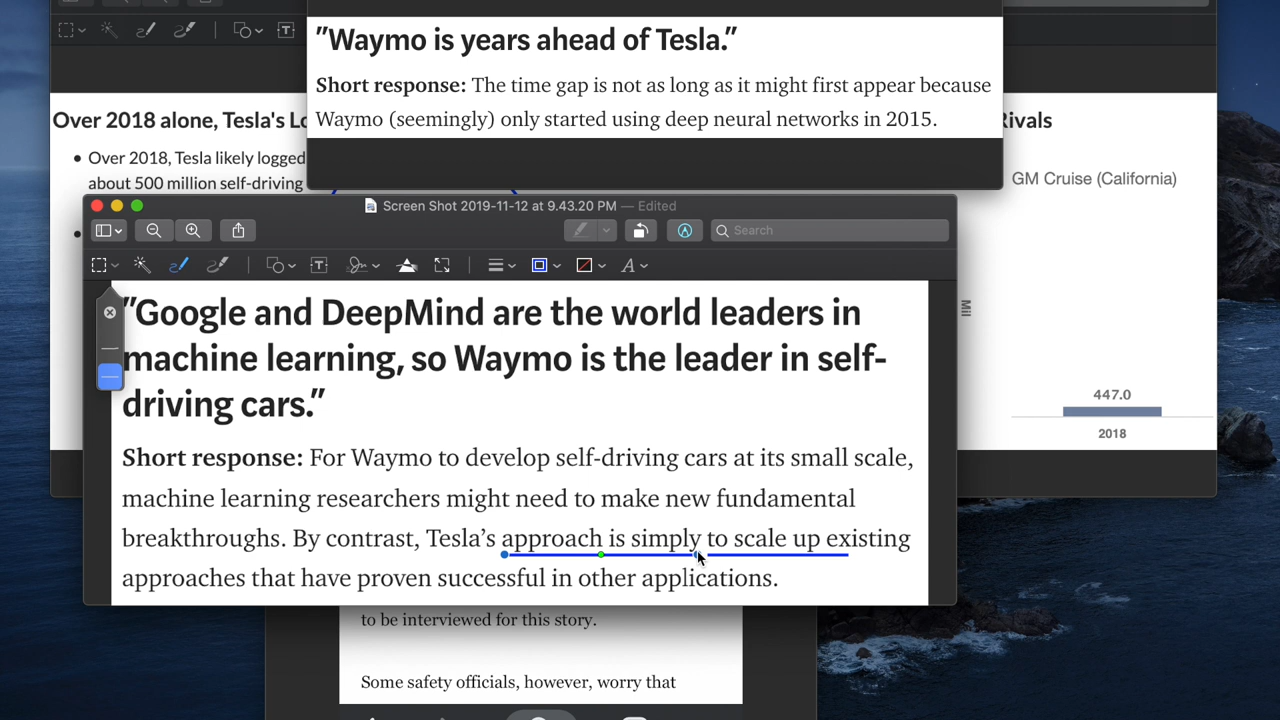 "Waymo is years ahead of Tesla."
Short response: The time gap is not as long as it might first appear because
Waymo (seemingly) only started using deep neural networks in 2015.
Over 2018 alone, Tesla's Lo
Rivals
Over 2018, Tesla likely logged
about 500 million self-driving
GM Cruise (California)
Mil
447.0
2018
Screen Shot 2019-11-12 at 9.43.20 PM — Edited
Search
"Google and DeepMind are the world leaders in
machine learning, so Waymo is the leader in self-
driving cars."
Short response: For Waymo to develop self-driving cars at its small scale,
machine learning researchers might need to make new fundamental
breakthroughs. By contrast, Tesla's approach is simply to scale up existing
approaches that have proven successful in other applications.
to be interviewed for this story.
Some safety officials, however, worry that